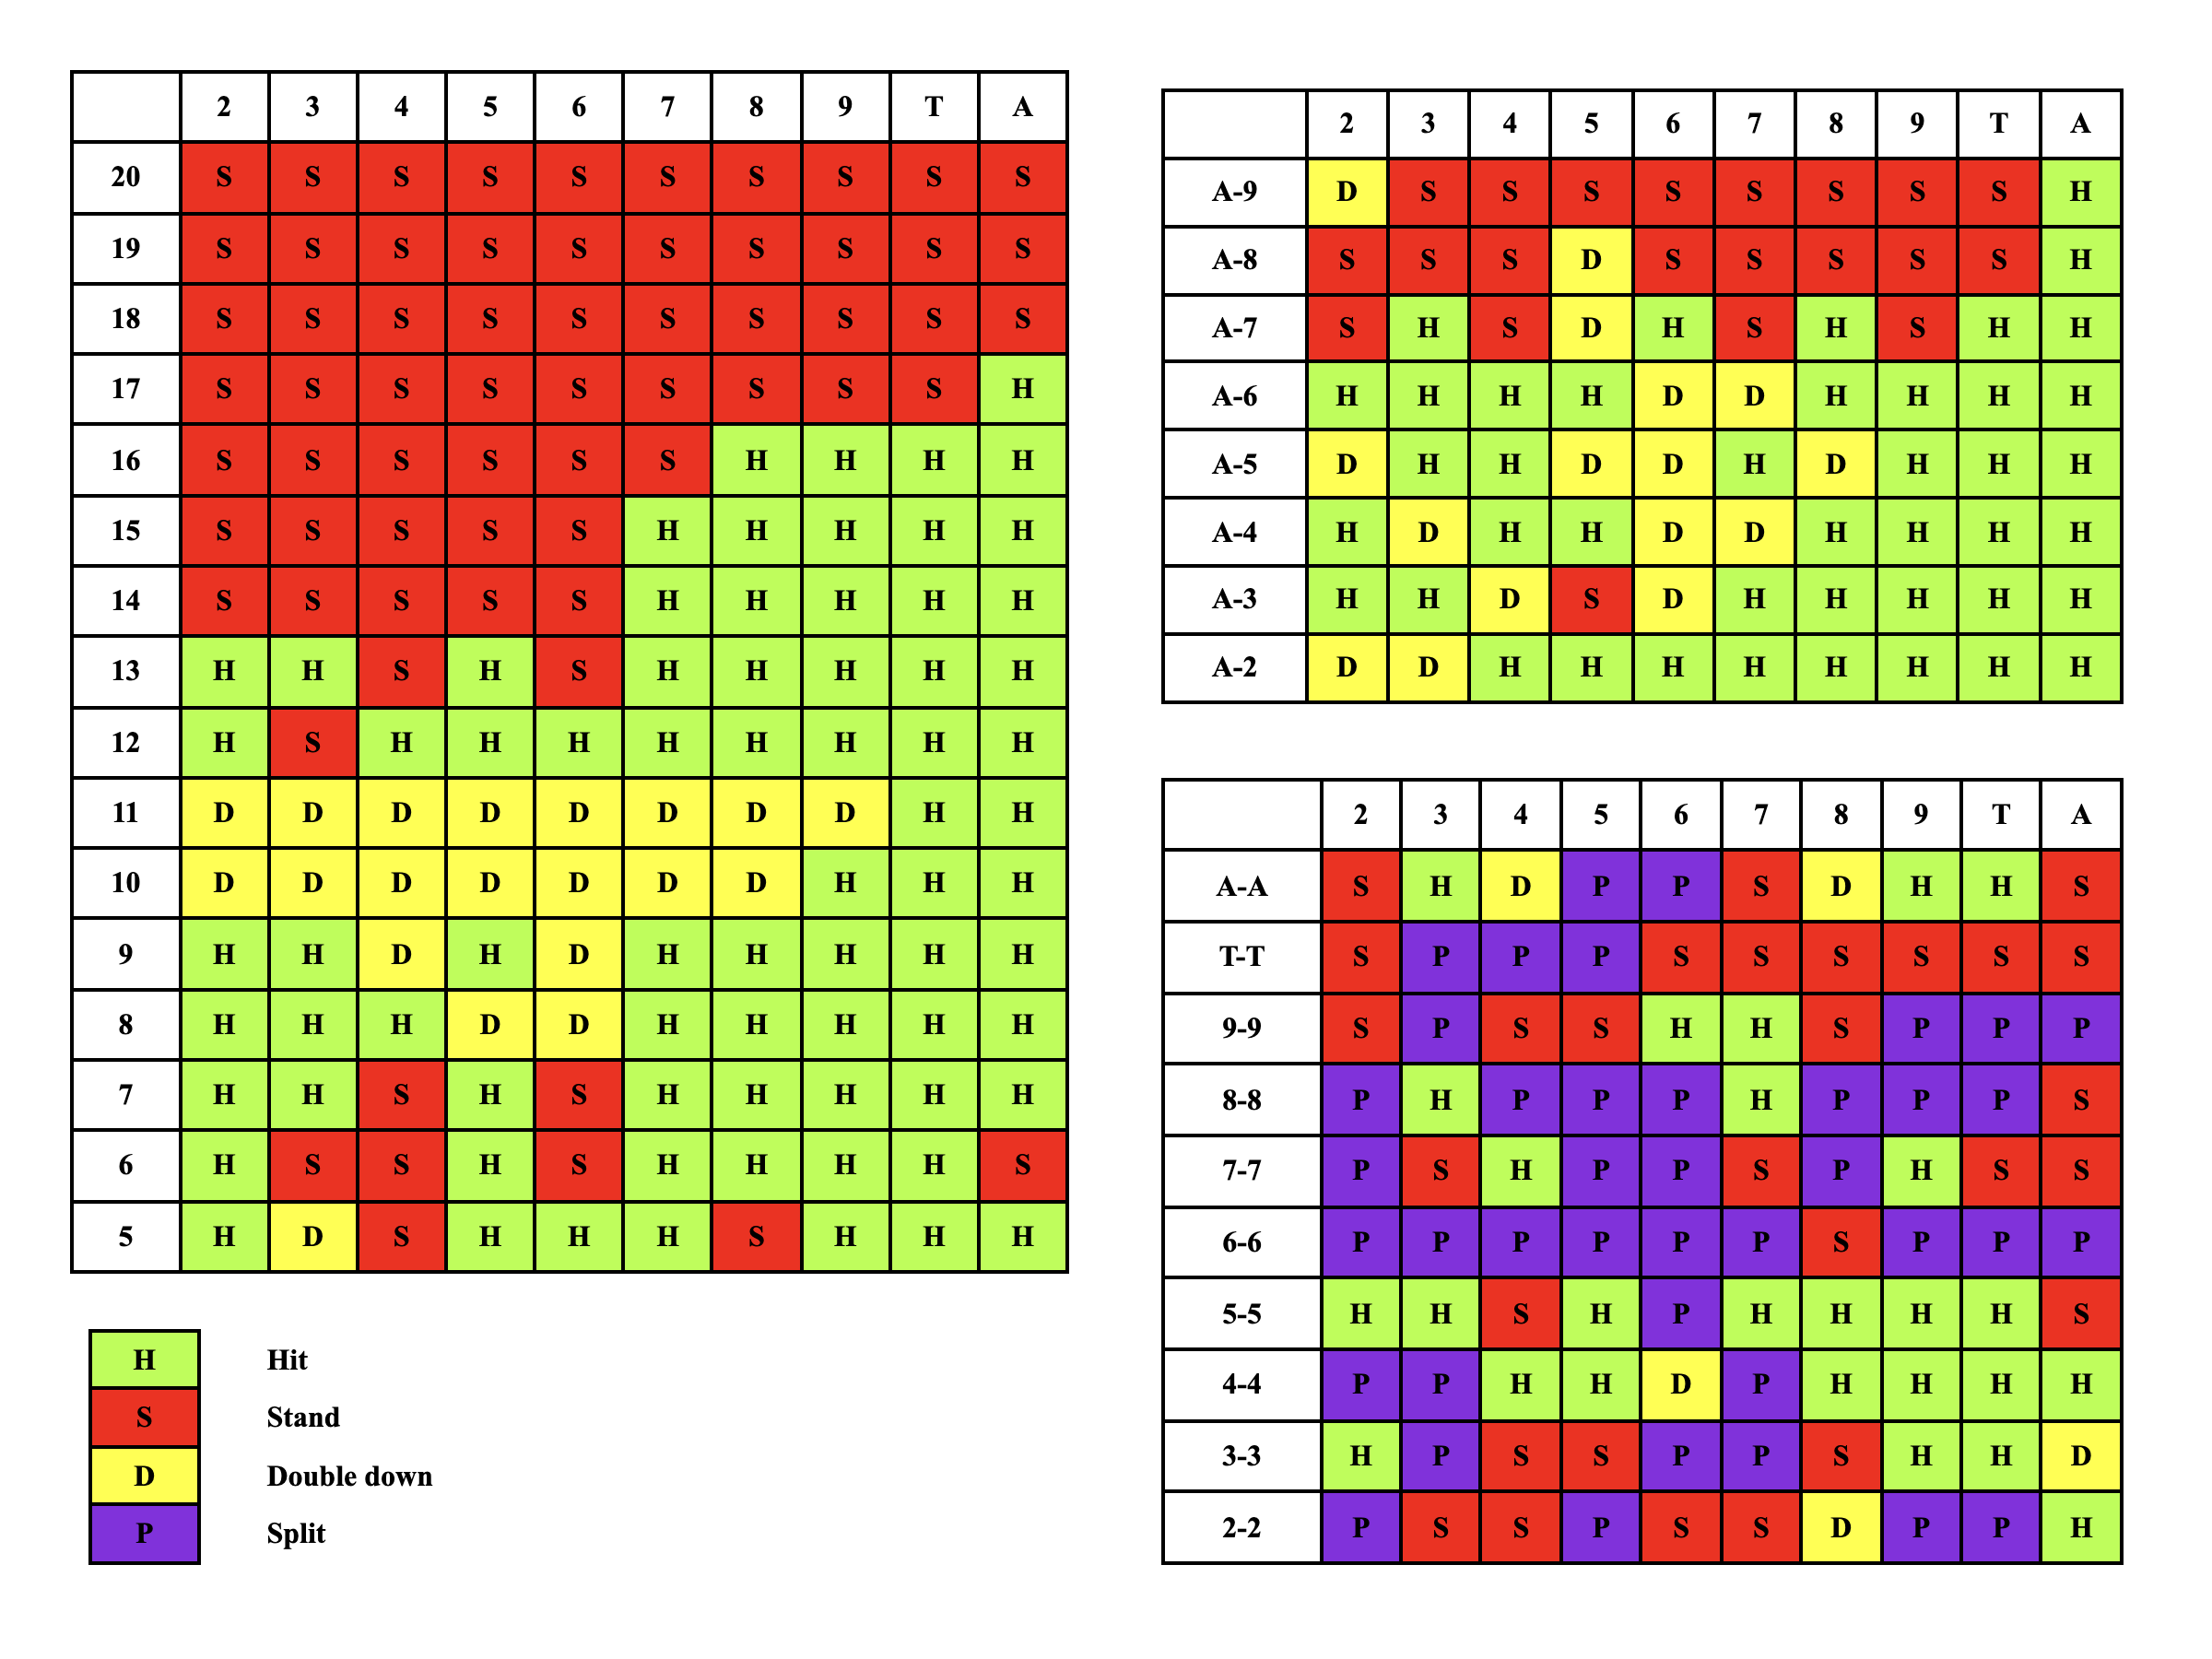 2 3 4 5 6 7 8 9 T A
20 S S S S S S S S S S
19 S S S S S S S S S S
18 S S S S S S S S S S
17 S S S S S S S S S H
16 S S S S S S H H H H
15 S S S S S H H H H H
14 S S S S S H H H H H
13 H H S H S H H H H H
12 H S H H H H H H H H
11 D D D D D D D D H H
10 D D D D D D D H H H
9 H H D H D H H H H H
8 H H H D D H H H H H
7 H H S H S H H H H H
6 H S S H S H H H H S
5 H D S H H H S H H H
H Hit
S Stand
D Double down
P Split
2 3 4 5 6 7 8 9 T A
A-9 D S S S S S S S S H
A-8 S S S D S S S S S H
A-7 S H S D H S H S H H
A-6 H H H H D D H H H H
A-5 D H H D D H D H H H
A-4 H D H H D D H H H H
A-3 H H D S D H H H H H
A-2 D D H H H H H H H H
2 3 4 5 6 7 8 9 T A
A-A S H D P P S D H H S
T-T S P P P S S S S S S
9-9 S P S S H H S P P P
8-8 P H P P P H P P P S
7-7 P S H P P S P H S S
6-6 P P P P P P S P P P
5-5 H H S H P H H H H S
4-4 P P H H D P H H H H
3-3 H P S S P P S H H D
2-2 P S S P S S D P P H